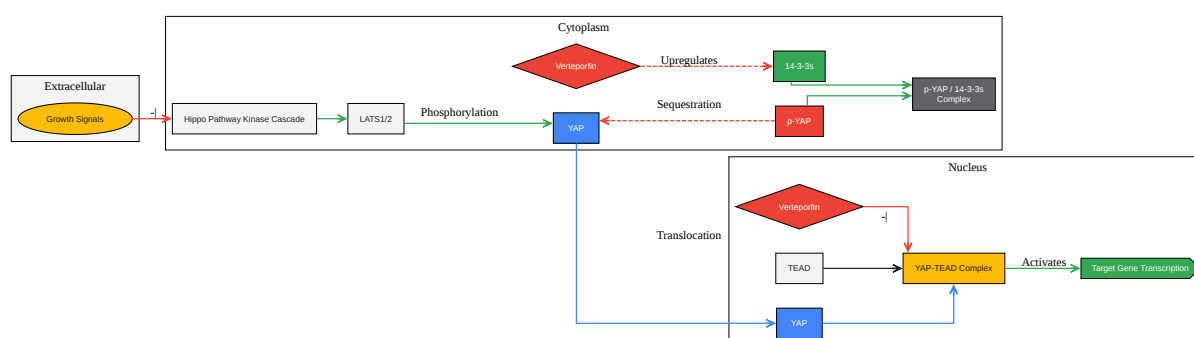 Cytoplasm
Verteporfin
Upregulates
14-3-3s
Extracellular
Growth Signals
-|
Hippo Pathway Kinase Cascade
LATS1/2
Phosphorylation
YAP
Sequestration
p-YAP
p-YAP / 14-3-3s
Complex
Nucleus
Verteporfin
-|
Translocation
TEAD
YAP-TEAD Complex
Activates
Target Gene Transcription
YAP